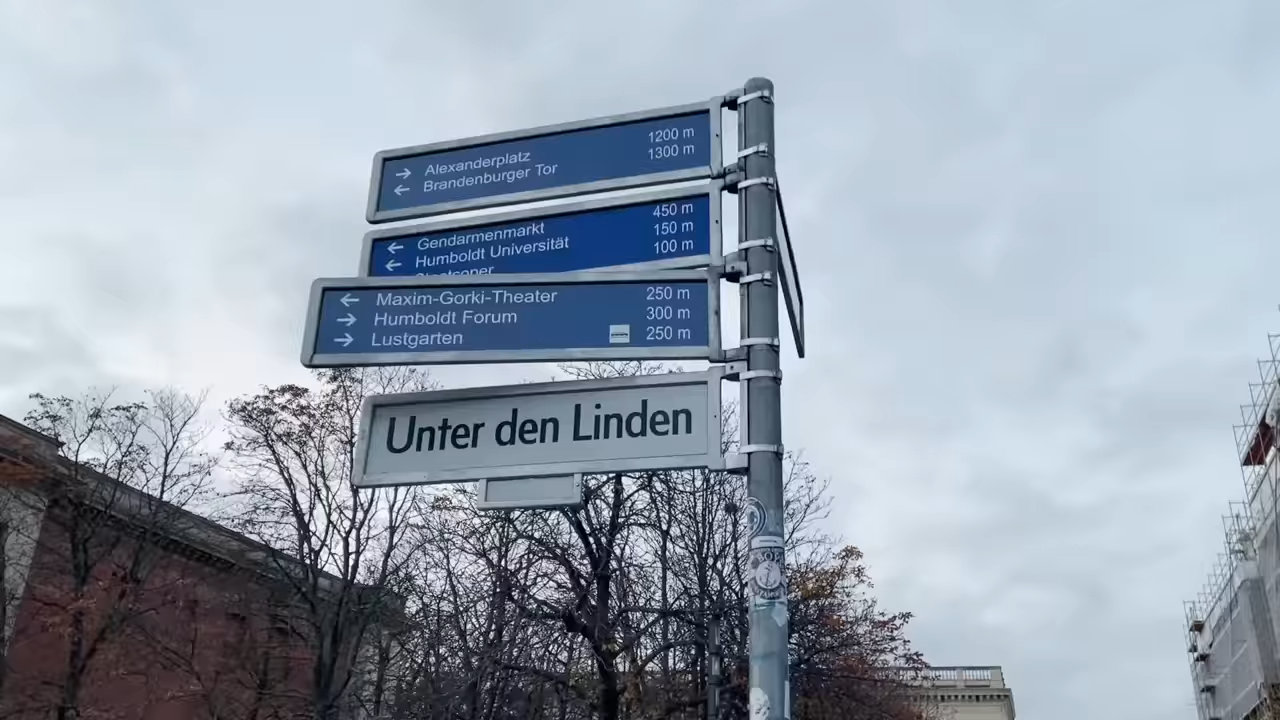 → Alexanderplatz 1200 m
← Brandenburger Tor 1300 m
← Gendarmenmarkt 450 m
← Humboldt Universität 150 m
Staatsoper 100 m
← Maxim-Gorki-Theater 250 m
→ Humboldt Forum 300 m
→ Lustgarten 250 m
Unter den Linden